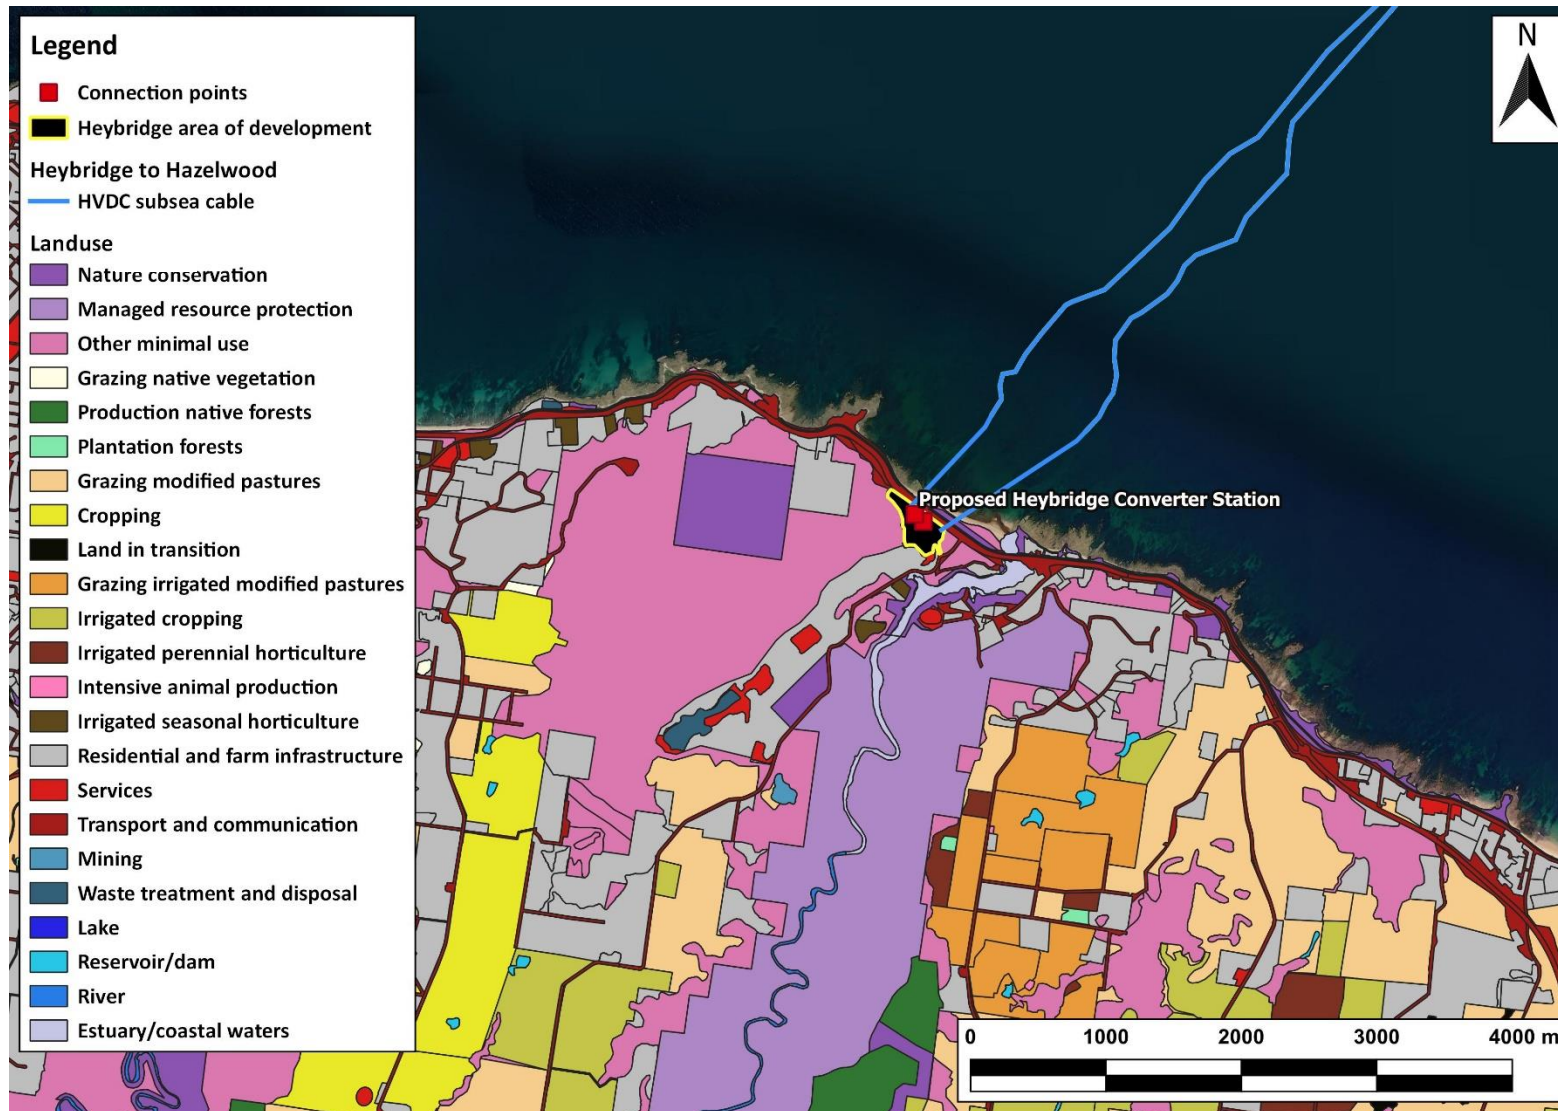 Legend
Connection points
Heybridge area of development
Heybridge to Hazelwood
HVDC subsea cable
Landuse
Nature conservation
Managed resource protection
Other minimal use
Grazing native vegetation
Production native forests
Plantation forests
Grazing modified pastures
Cropping
Land in transition
Grazing irrigated modified pastures
Irrigated cropping
Irrigated perennial horticulture
Intensive animal production
Irrigated seasonal horticulture
Residential and farm infrastructure
Services
Transport and communication
Mining
Waste treatment and disposal
Lake
Reservoir/dam
River
Estuary/coastal waters
N
Proposed Heybridge Converter Station
0 1000 2000 3000 4000 m